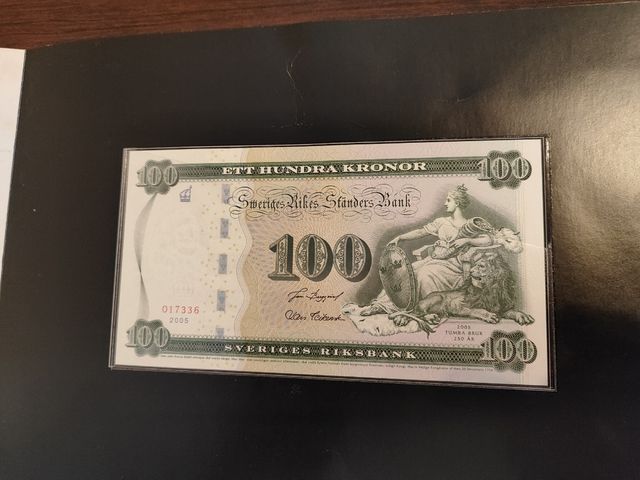 100 ETT HUNDRA KRONOR 100
Sweriges Rikes Ständers Bank
100
017336
2005
2005
TUMBA BRUK
250 ÅR
100 SVERIGES RIKSBANK 100